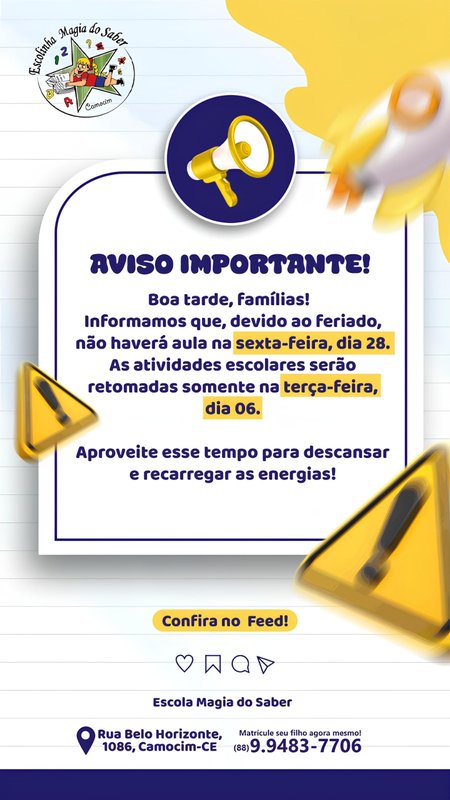 Escolinha Magia do Saber
Camocim
AVISO IMPORTANTE!
Boa tarde, famílias!
Informamos que, devido ao feriado,
não haverá aula na sexta-feira, dia 28.
As atividades escolares serão
retomadas somente na terça-feira,
dia 06.
Aproveite esse tempo para descansar
e recarregar as energias!
Confira no Feed!
Escola Magia do Saber
Rua Belo Horizonte,
1086, Camocim-CE
Matricule seu filho agora mesmo!
(88)9.9483-7706